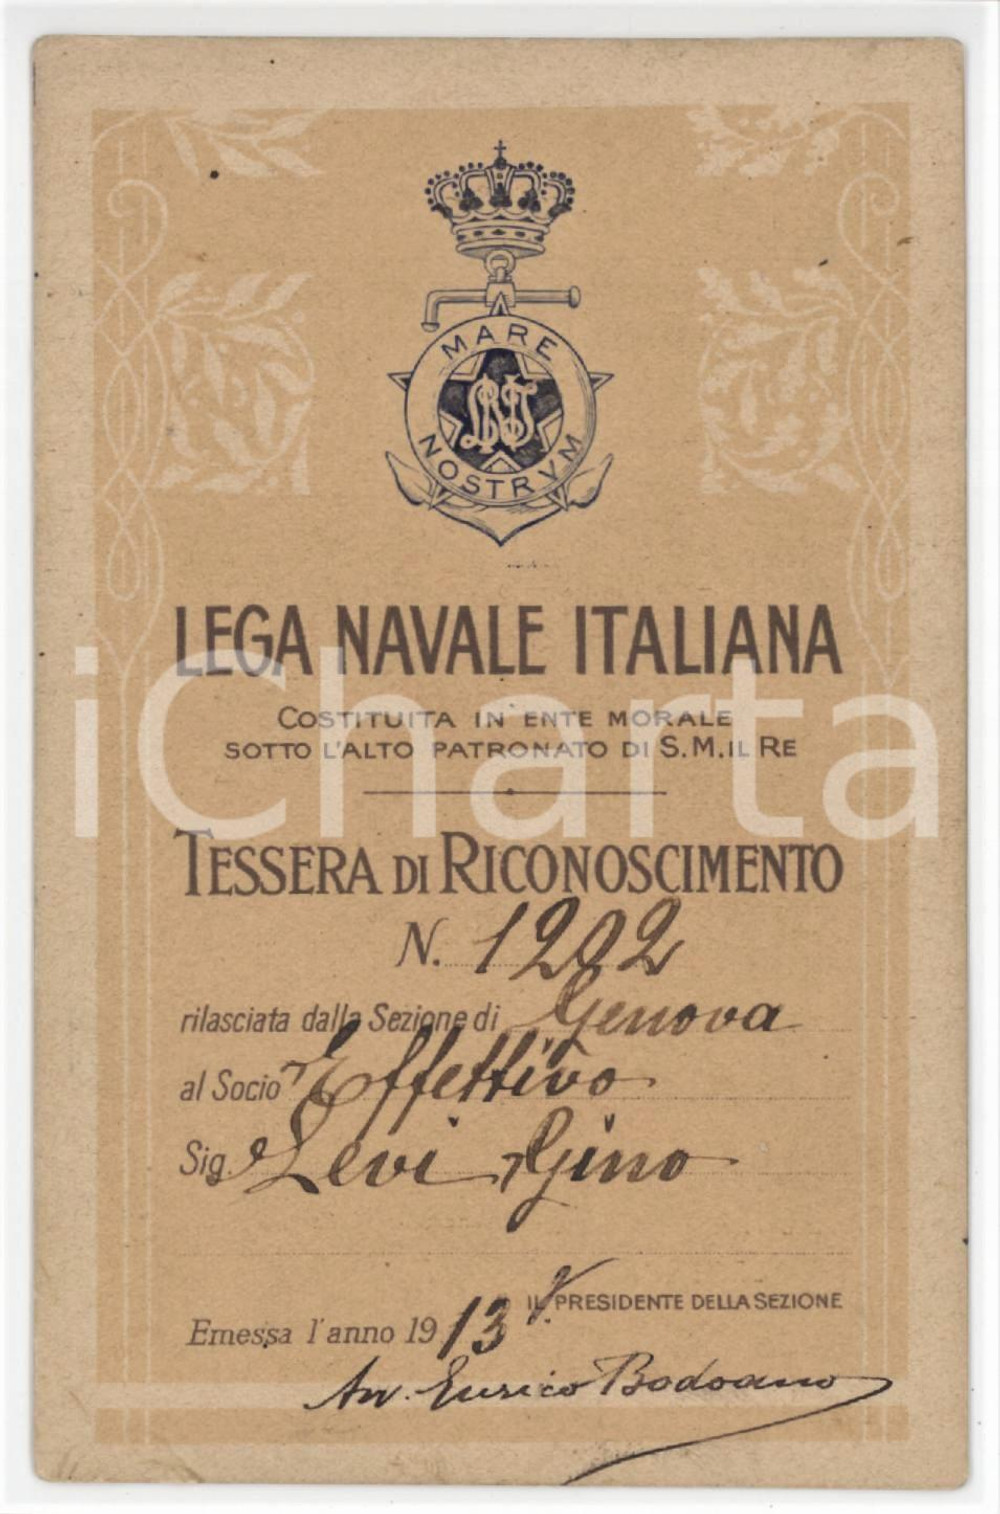 MARE
NOSTRVM
LNI
LEGA NAVALE ITALIANA
COSTITUITA IN ENTE MORALE
SOTTO L'ALTO PATRONATO DI S.M. IL RE
iCharta
TESSERA DI RICONOSCIMENTO
N. 1202
rilasciata dalla Sezione di Genova
al Socio Effettivo
Sig. Levi Gino
IL V. PRESIDENTE DELLA SEZIONE
Emessa l'anno 1913
Av. Enrico Bodoano